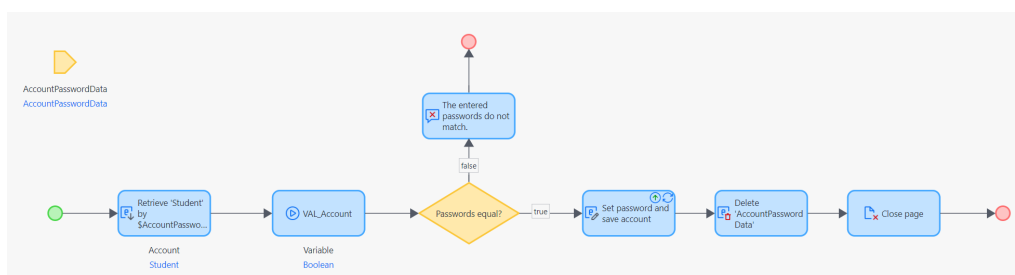 AccountPasswordData
AccountPasswordData
The entered
passwords do not
match.
false
Retrieve 'Student'
by
$AccountPasswo...
Account
Student
VAL_Account
Variable
Boolean
Passwords equal?
true
Set password and
save account
Delete
'AccountPassword
Data'
Close page